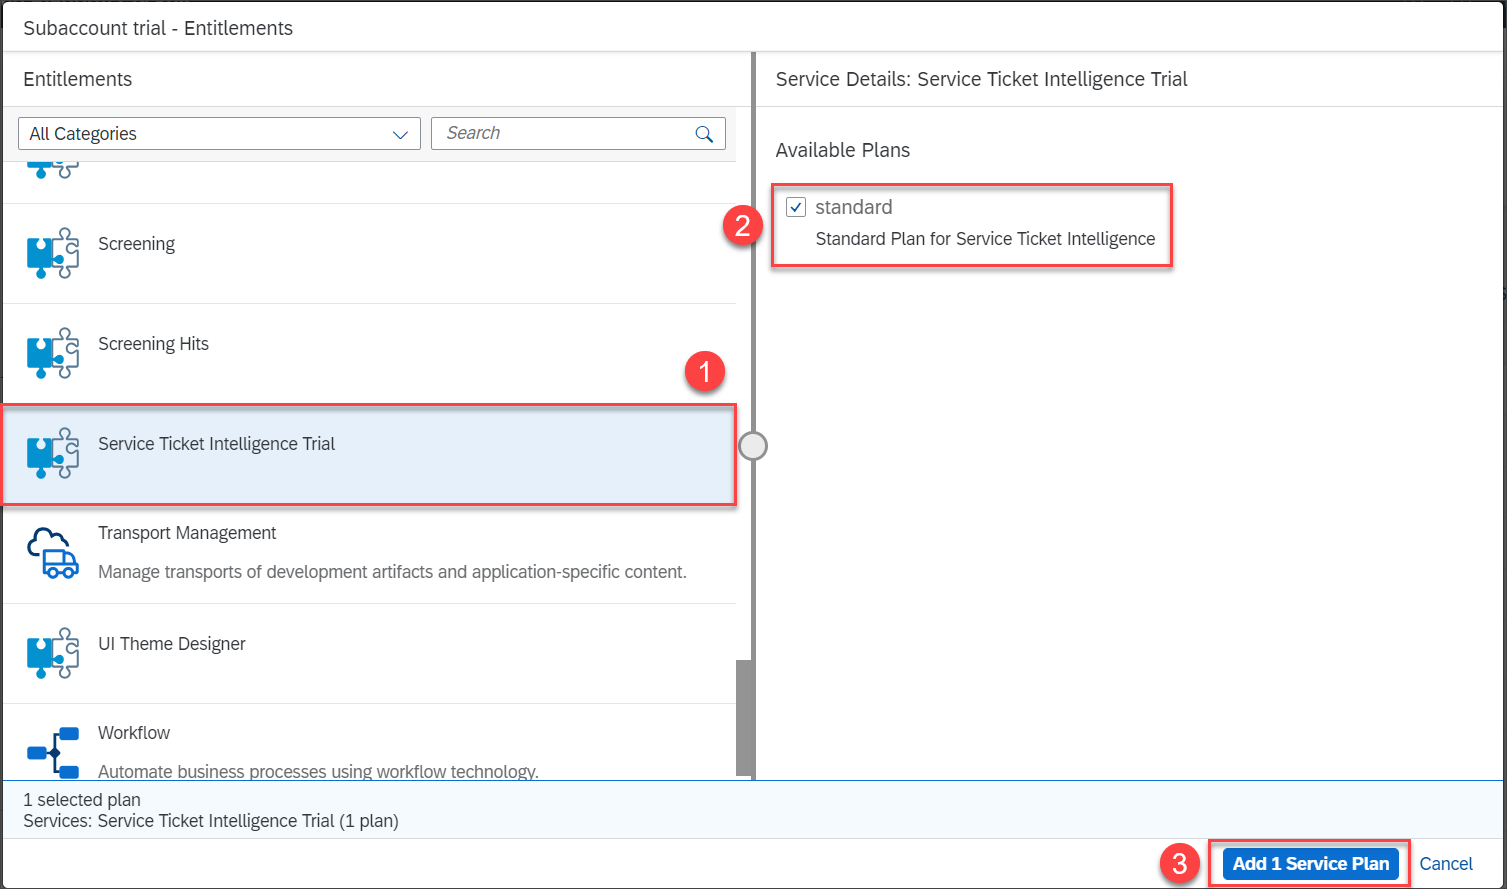 Subaccount trial - Entitlements
Entitlements
All Categories
Search
Screening
Screening Hits
1
Service Ticket Intelligence Trial
Transport Management
Manage transports of development artifacts and application-specific content.
UI Theme Designer
Workflow
Automate business processes using workflow technology.
Service Details: Service Ticket Intelligence Trial
Available Plans
2
standard
Standard Plan for Service Ticket Intelligence
1 selected plan
Services: Service Ticket Intelligence Trial (1 plan)
3
Add 1 Service Plan
Cancel